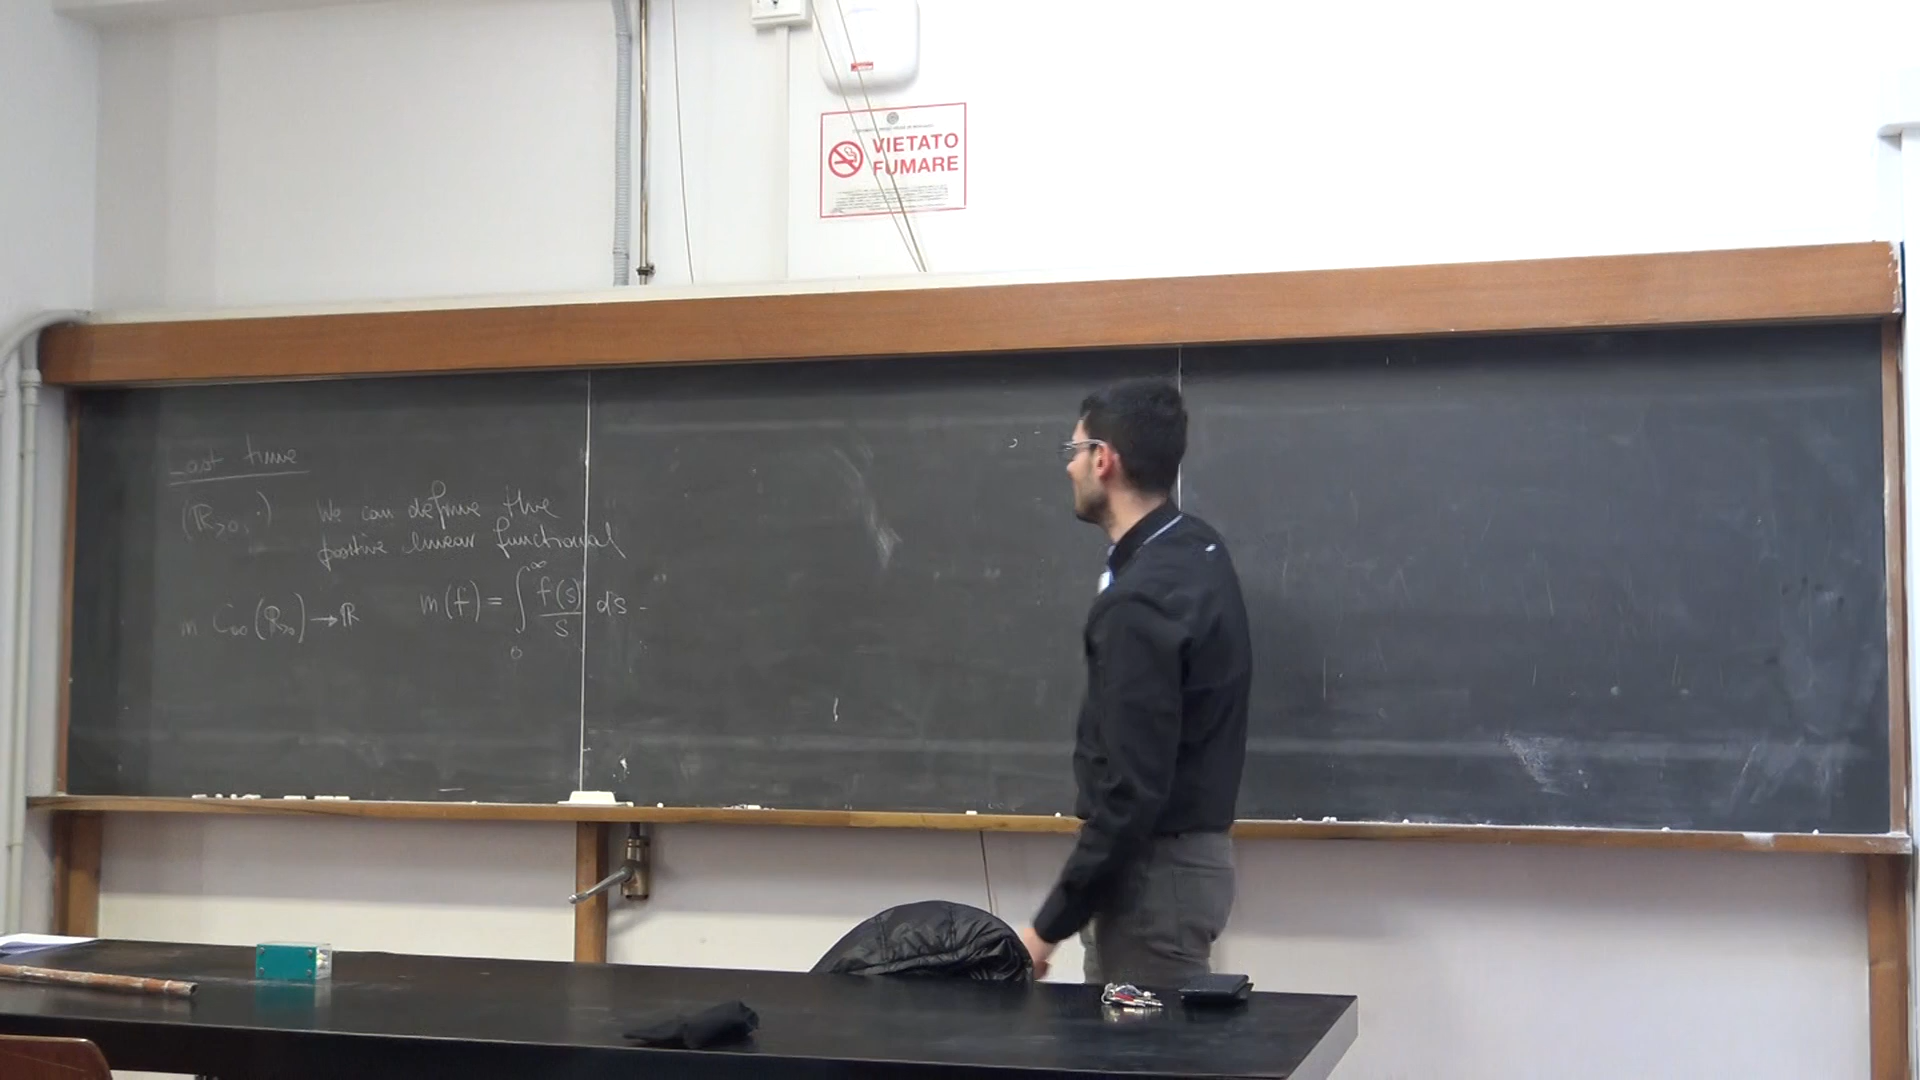 VIETATO
FUMARE
Last time
(ℝ>0, ·) We can define the
positive linear functional
m C₀₀(ℝ>0) → ℝ m(f) = ∫₀^∞ f(s)/s ds